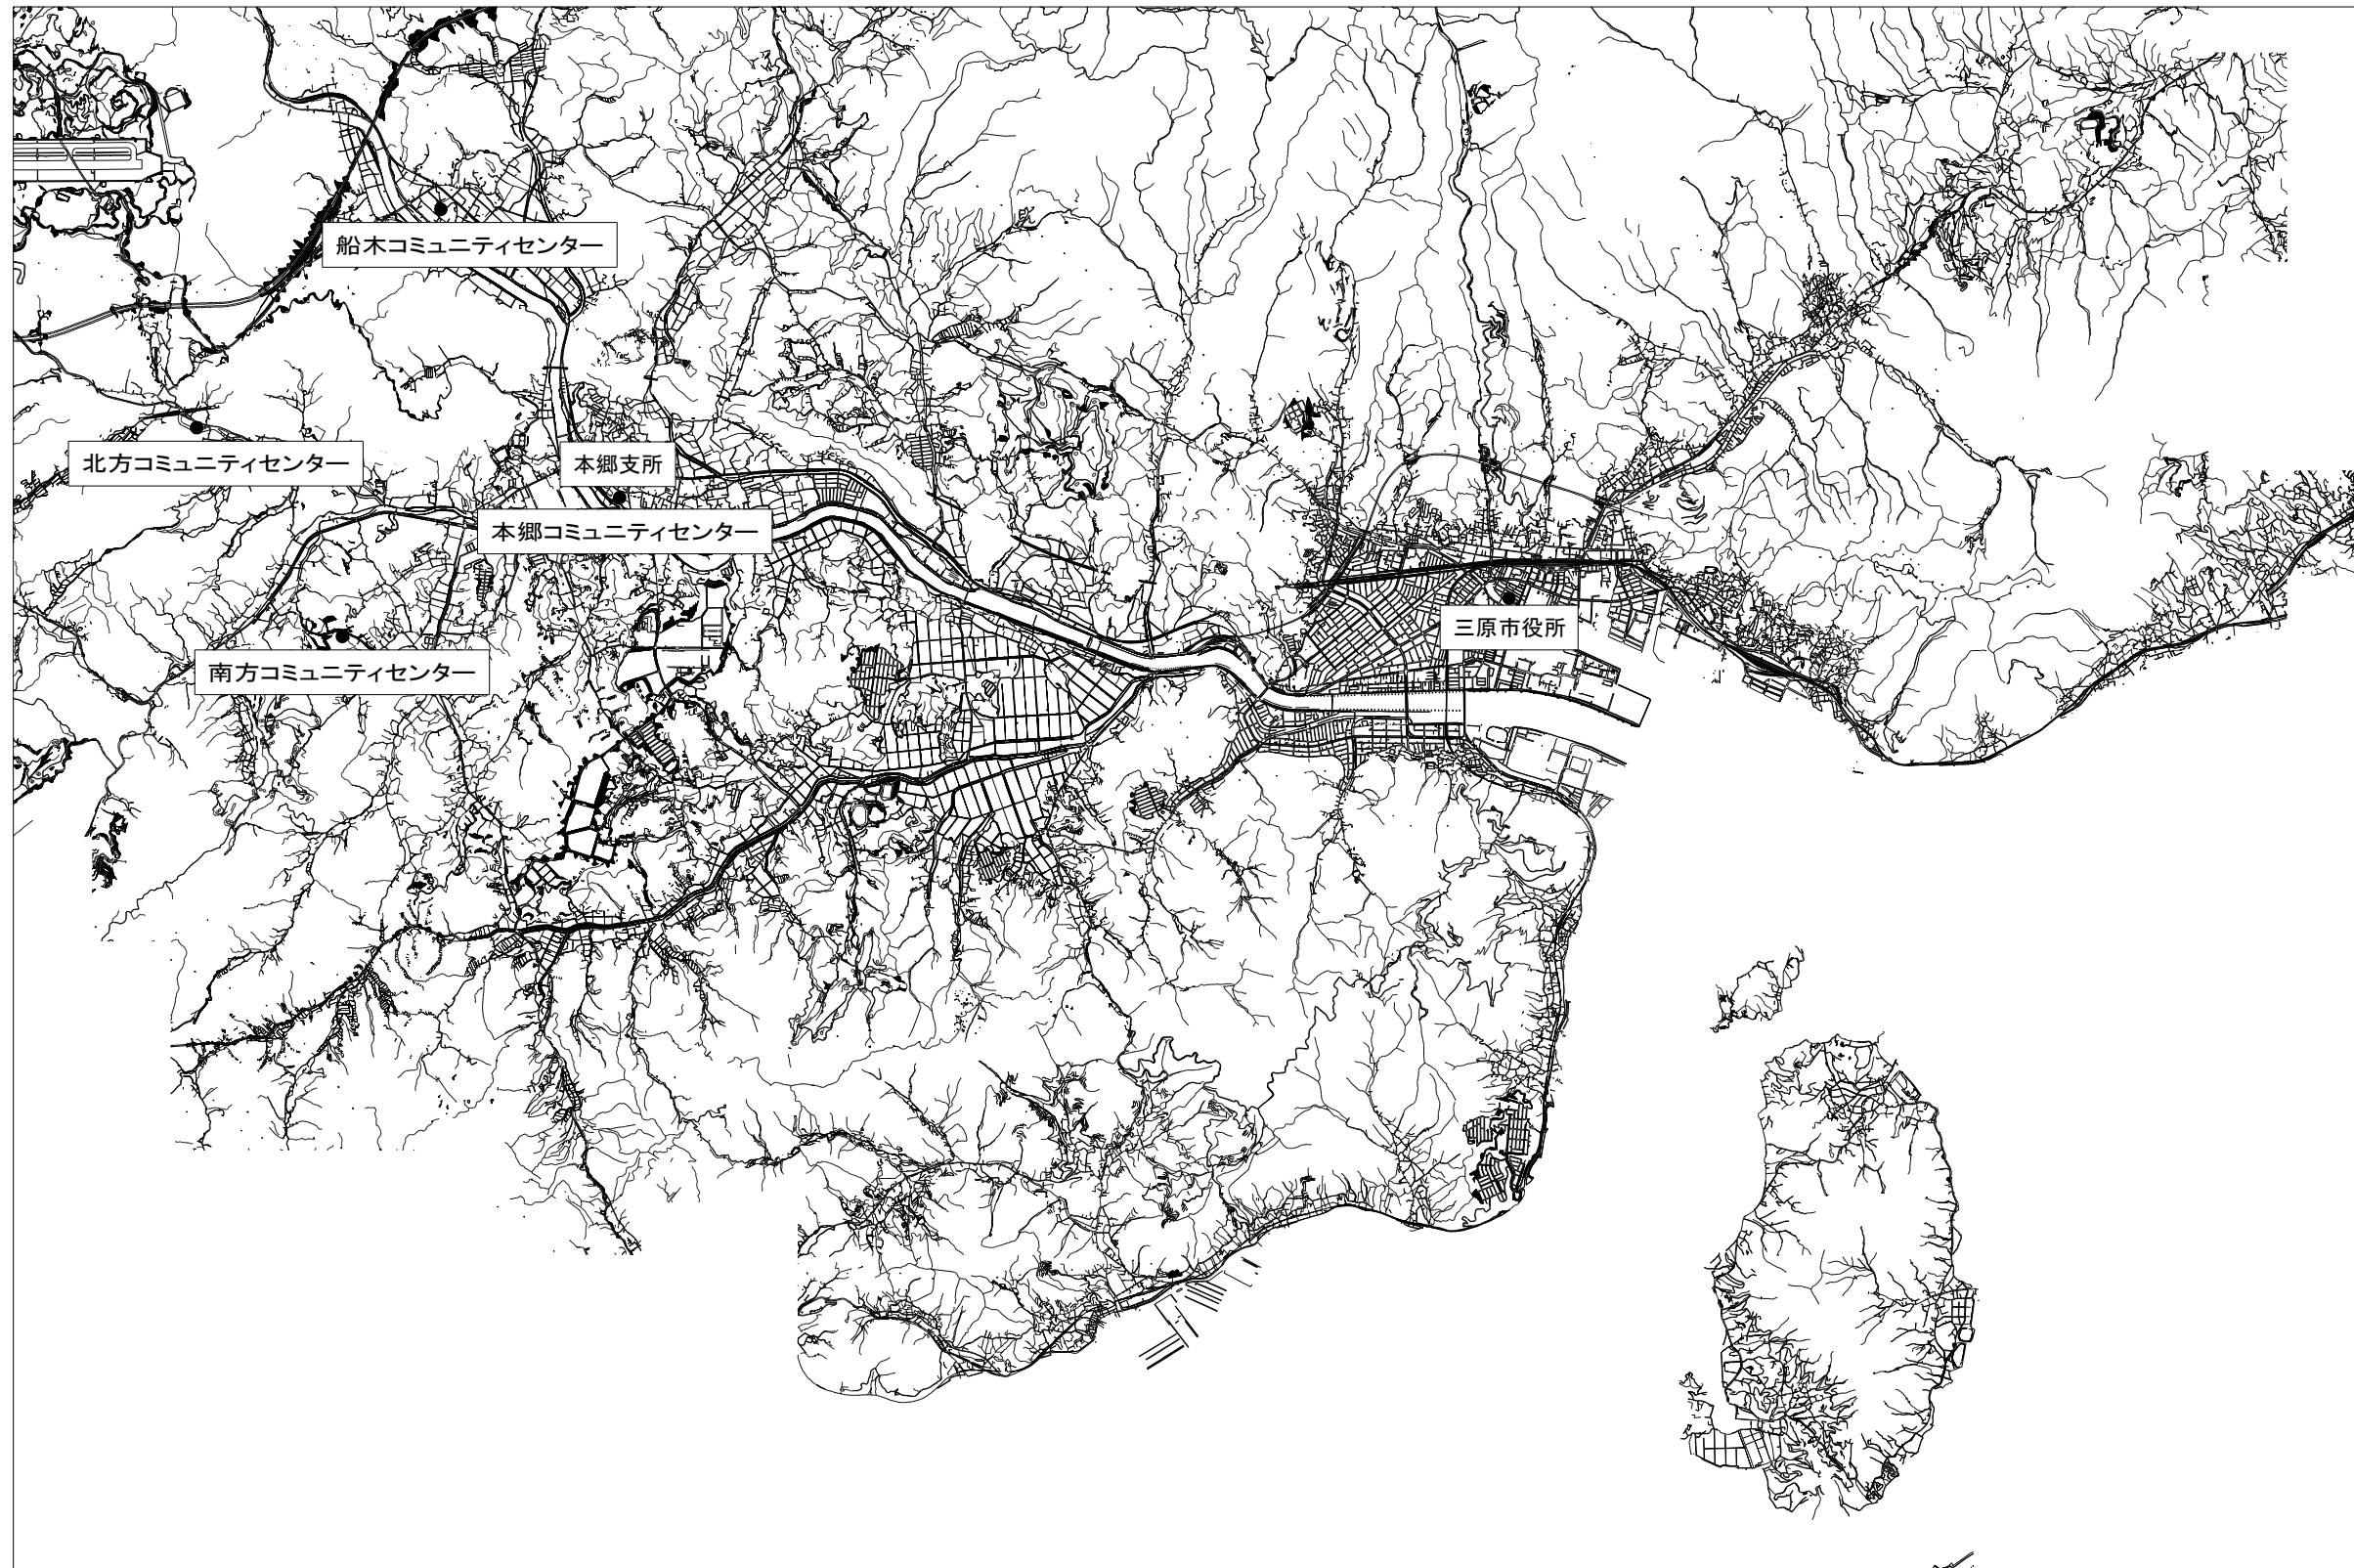 船木コミュニティセンター
北方コミュニティセンター
本郷支所
本郷コミュニティセンター
三原市役所
南方コミュニティセンター